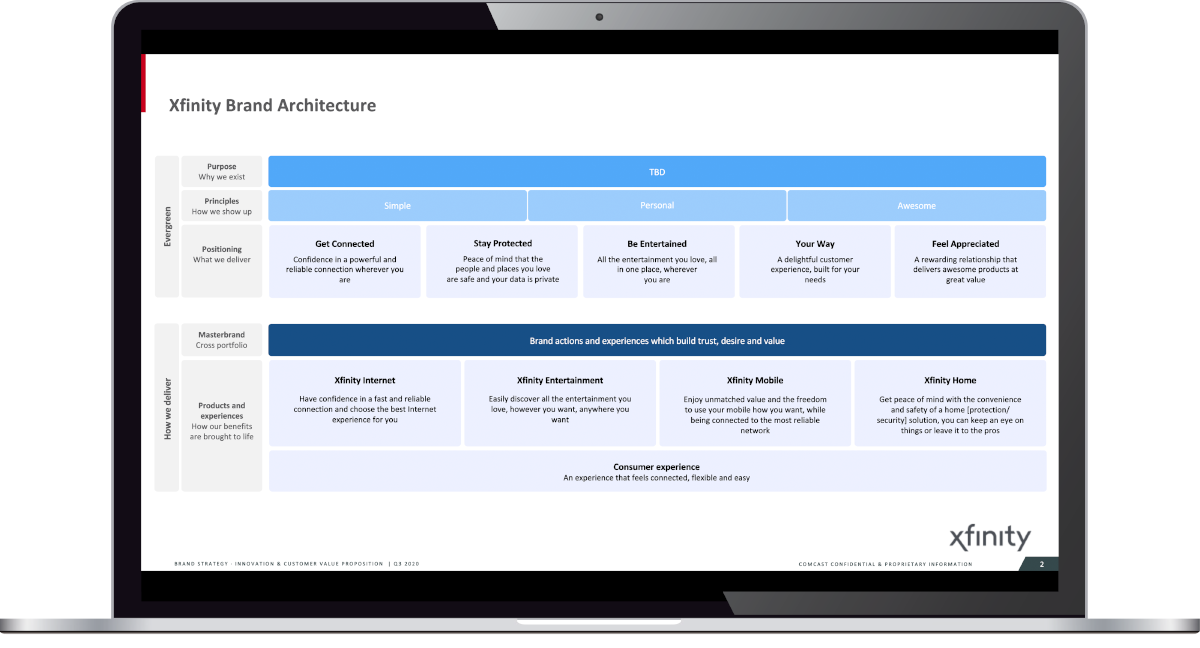 Xfinity Brand Architecture
Evergreen
Purpose
Why we exist
TBD
Principles
How we show up
Simple
Personal
Awesome
Positioning
What we deliver
Get Connected
Confidence in a powerful and
reliable connection wherever you
are
Stay Protected
Peace of mind that the
people and places you love
are safe and your data is private
Be Entertained
All the entertainment you love, all
in one place, wherever
you are
Your Way
A delightful customer
experience, built for your
needs
Feel Appreciated
A rewarding relationship that
delivers awesome products at
great value
How we deliver
Masterbrand
Cross portfolio
Brand actions and experiences which build trust, desire and value
Products and
experiences
How our benefits
are brought to life
Xfinity Internet
Have confidence in a fast and reliable
connection and choose the best Internet
experience for you
Xfinity Entertainment
Easily discover all the entertainment you
love, however you want, anywhere you
want
Xfinity Mobile
Enjoy unmatched value and the freedom
to use your mobile how you want, while
being connected to the most reliable
network
Xfinity Home
Get peace of mind with the convenience
and safety of a home [protection/
security] solution, you can keep an eye on
things or leave it to the pros
Consumer experience
An experience that feels connected, flexible and easy
xfinity
BRAND STRATEGY - INNOVATION & CUSTOMER VALUE PROPOSITION | Q3 2020
COMCAST CONFIDENTIAL & PROPRIETARY INFORMATION
2